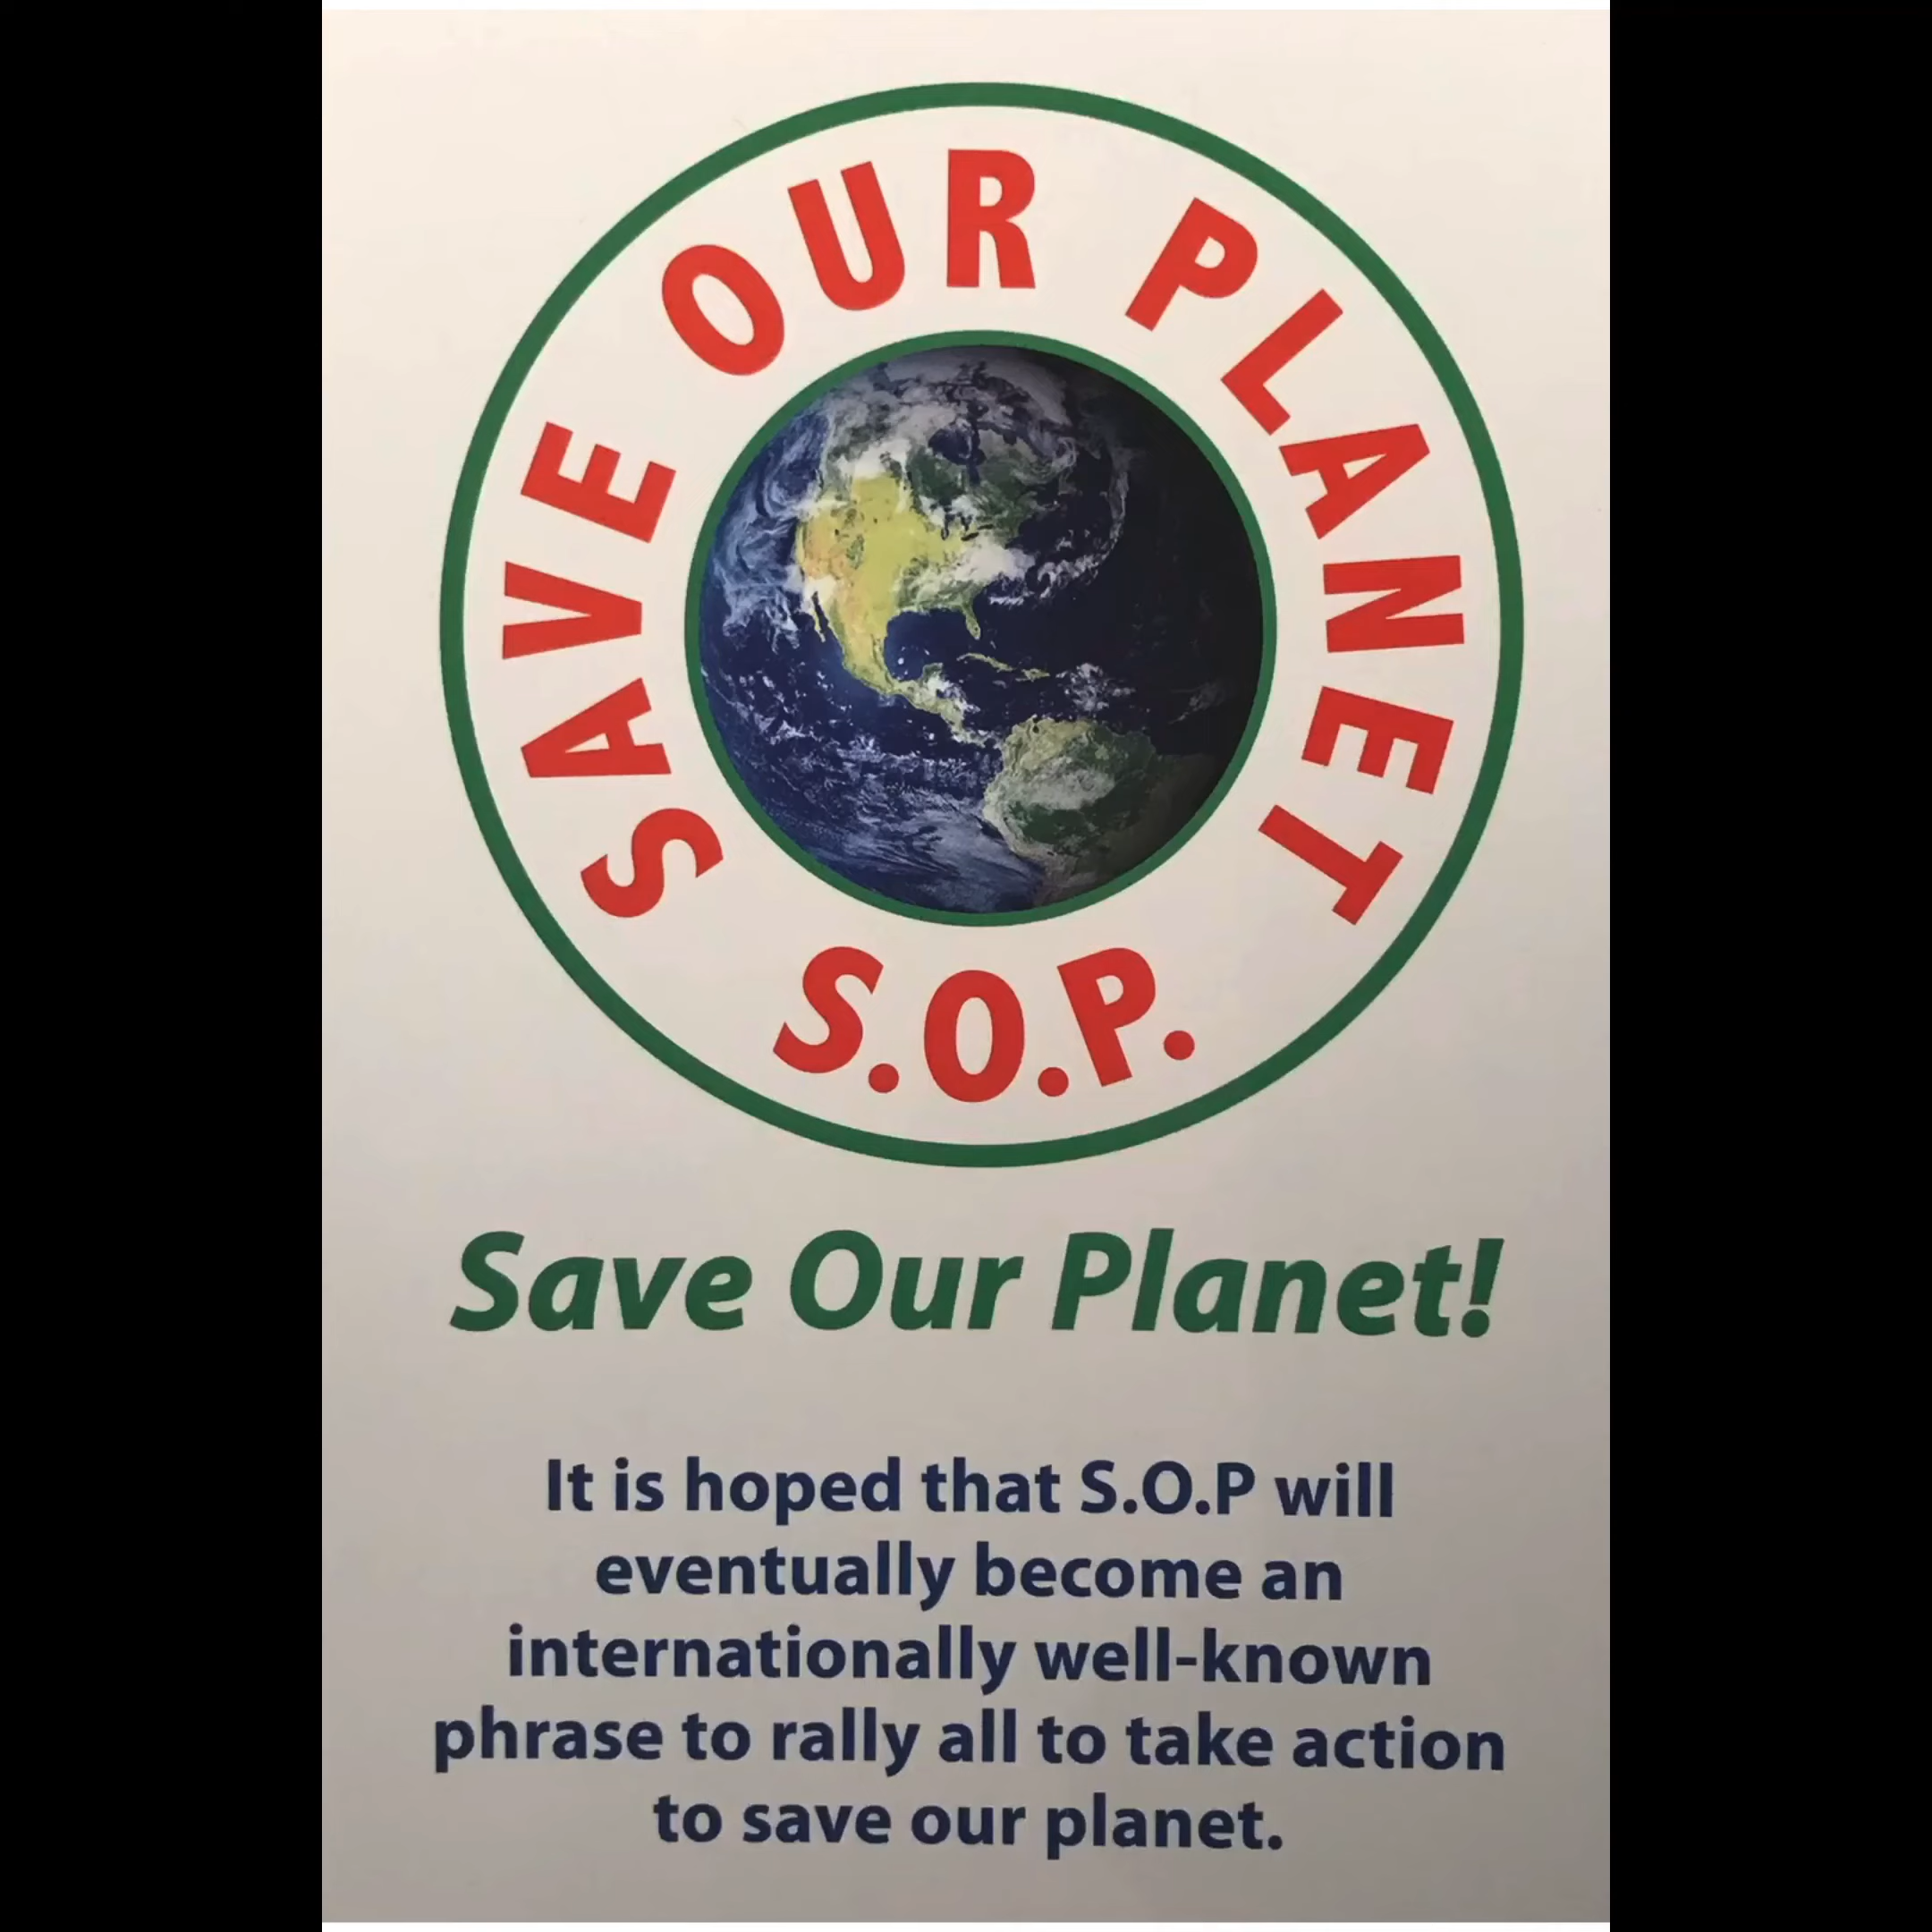 SAVE OUR PLANET
S.O.P.
Save Our Planet!
It is hoped that S.O.P will
eventually become an
internationally well-known
phrase to rally all to take action
to save our planet.